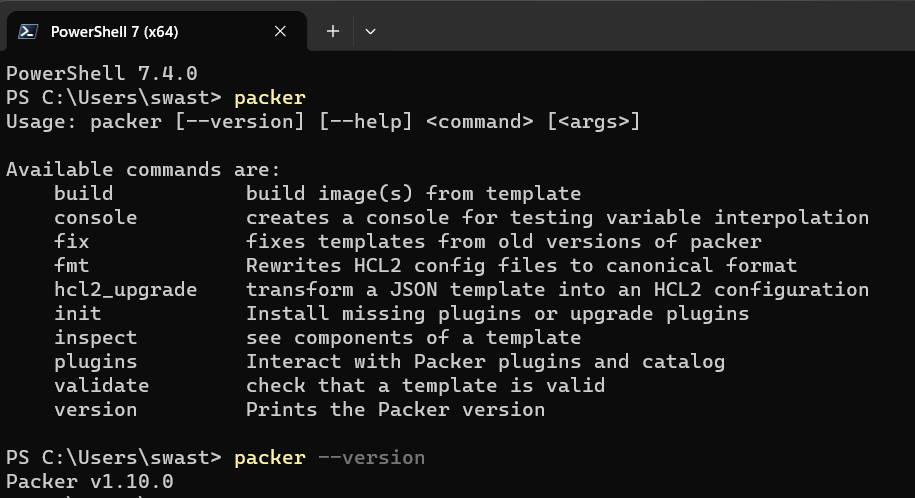 PowerShell 7 (x64)
PowerShell 7.4.0
PS C:\Users\swast> packer
Usage: packer [--version] [--help] <command> [<args>]
Available commands are:
build           build image(s) from template
console         creates a console for testing variable interpolation
fix             fixes templates from old versions of packer
fmt             Rewrites HCL2 config files to canonical format
hcl2_upgrade    transform a JSON template into an HCL2 configuration
init            Install missing plugins or upgrade plugins
inspect         see components of a template
plugins         Interact with Packer plugins and catalog
validate        check that a template is valid
version         Prints the Packer version
PS C:\Users\swast> packer --version
Packer v1.10.0